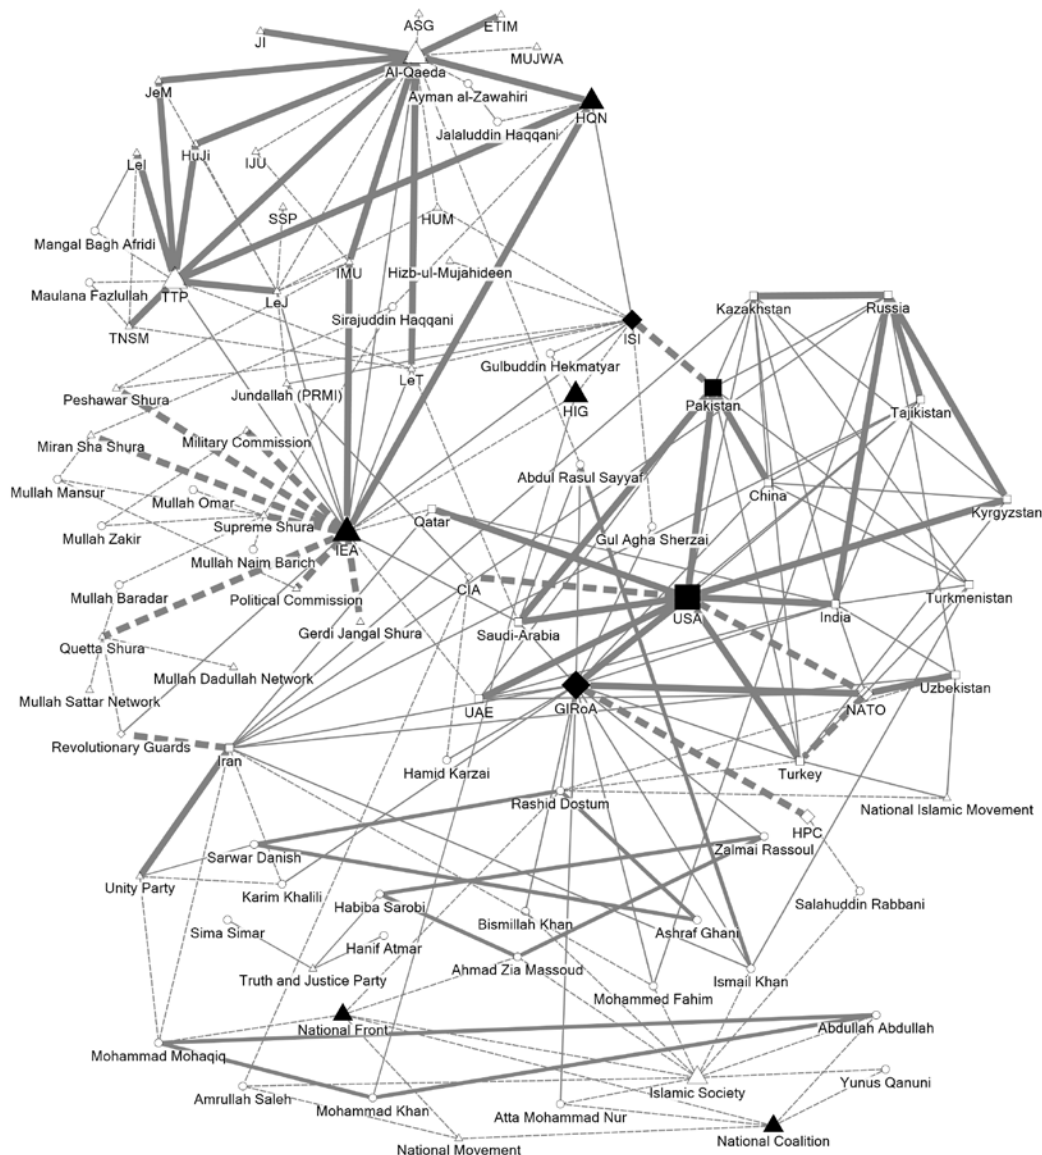 ASG
ETIM
JI
MUJWA
Al-Qaeda
JeM
Ayman al-Zawahiri
HQN
Jalaluddin Haqqani
HuJi
LeI
IJU
SSP
HUM
Mangal Bagh Afridi
IMU
Hizb-ul-Mujahideen
Maulana Fazlullah
TTP
LeJ
Kazakhstan
Russia
Sirajuddin Haqqani
TNSM
ISI
Gulbuddin Hekmatyar
LeT
Peshawar Shura
Jundallah (PRMI)
HIG
Pakistan
Tajikistan
Miran Sha Shura
Military Commission
Abdul Rasul Sayyaf
Mullah Mansur
Mullah Omar
China
Kyrgyzstan
Supreme Shura
Qatar
Mullah Zakir
Gul Agha Sherzai
IEA
Mullah Naim Barich
CIA
Mullah Baradar
Political Commission
Turkmenistan
USA
India
Gerdi Jangal Shura
Saudi-Arabia
Quetta Shura
Mullah Dadullah Network
Uzbekistan
Mullah Sattar Network
UAE
GIRoA
NATO
Revolutionary Guards
Iran
Hamid Karzai
Turkey
Rashid Dostum
National Islamic Movement
HPC
Zalmai Rassoul
Sarwar Danish
Unity Party
Karim Khalili
Habiba Sarobi
Salahuddin Rabbani
Bismillah Khan
Ashraf Ghani
Sima Simar
Hanif Atmar
Ahmad Zia Massoud
Truth and Justice Party
Ismail Khan
Mohammed Fahim
National Front
Abdullah Abdullah
Mohammad Mohaqiq
Yunus Qanuni
Islamic Society
Amrullah Saleh
Mohammad Khan
Atta Mohammad Nur
National Coalition
National Movement